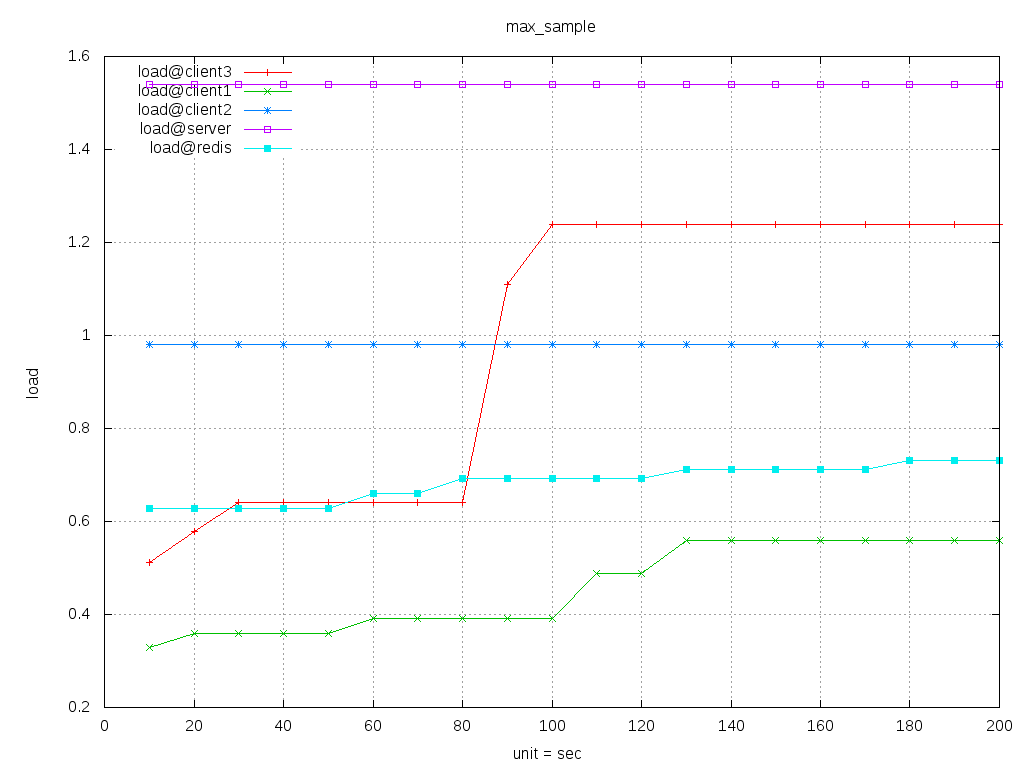 max_sample
1.6
1.4
1.2
1
0.8
0.6
0.4
0.2
load
load@client3
load@client1
load@client2
load@server
load@redis
0 20 40 60 80 100 120 140 160 180 200
unit = sec